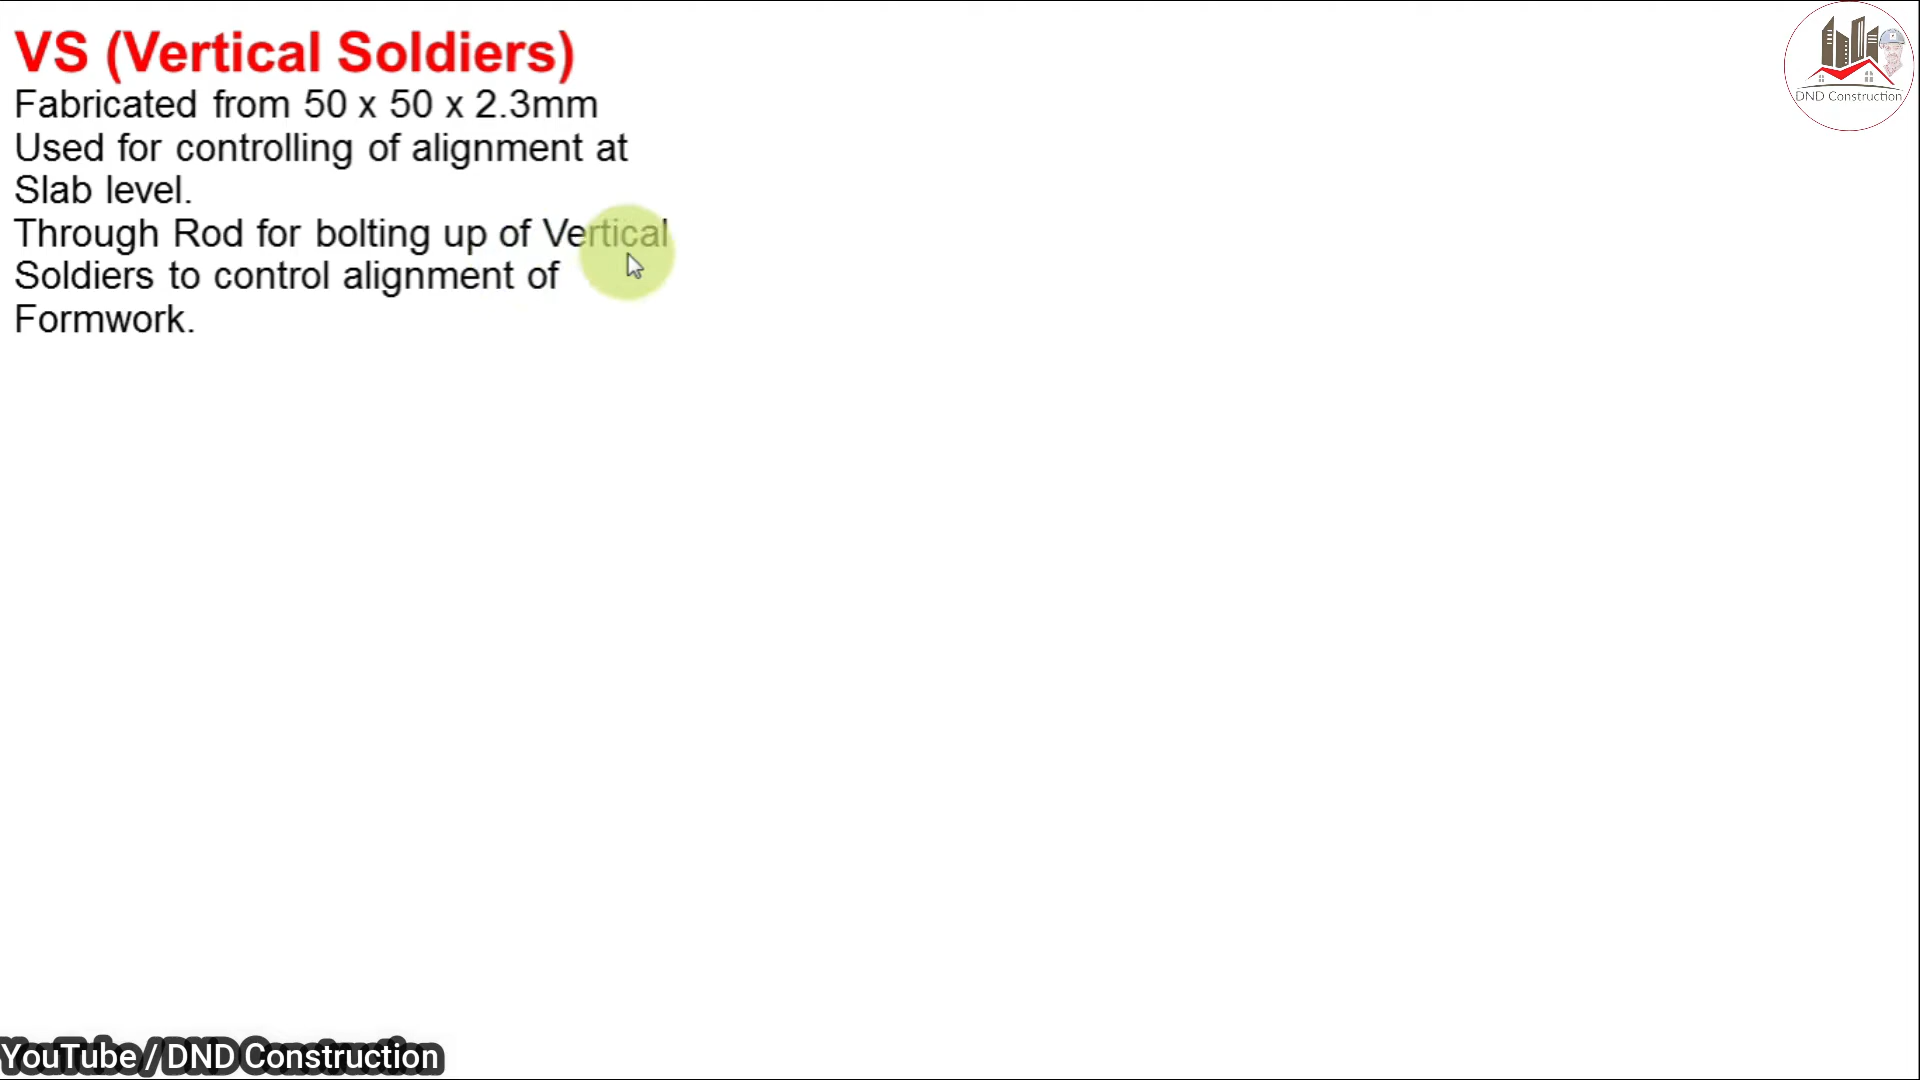 VS (Vertical Soldiers)
Fabricated from 50 x 50 x 2.3mm
Used for controlling of alignment at
Slab level.
Through Rod for bolting up of Vertical
Soldiers to control alignment of
Formwork.
DND Construction
YouTube / DND Construction